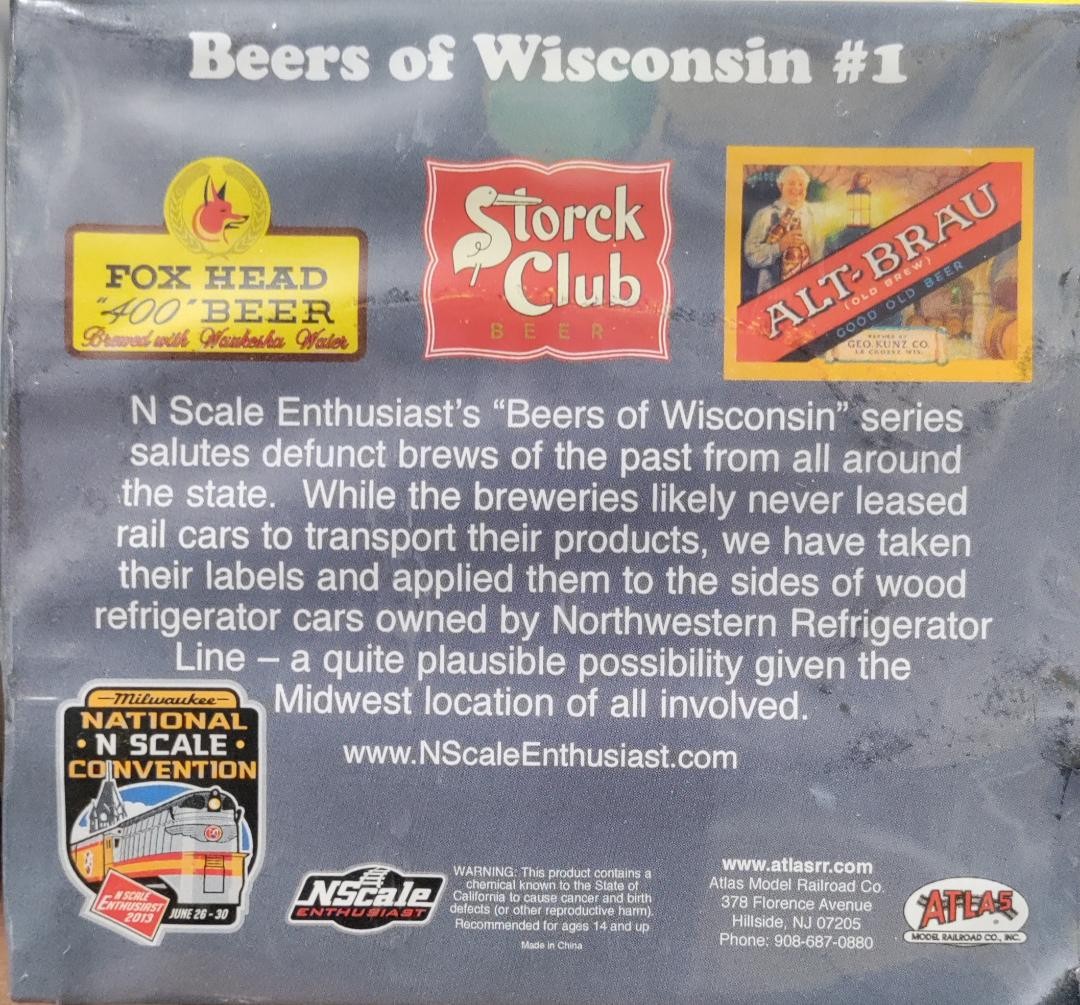 Beers of Wisconsin #1
FOX HEAD
"400" BEER
Brewed with Waukesha Water
Storck
Club
BEER
ALT-BRAU
(OLD BREW)
GOOD OLD BEER
BREWED BY
GEO. KUNZ CO.
LA CROSSE, WIS.
N Scale Enthusiast's “Beers of Wisconsin” series
salutes defunct brews of the past from all around
the state. While the breweries likely never leased
rail cars to transport their products, we have taken
their labels and applied them to the sides of wood
refrigerator cars owned by Northwestern Refrigerator
Line – a quite plausible possibility given the
Midwest location of all involved.
www.NScaleEnthusiast.com
Milwaukee
NATIONAL
• N SCALE •
CONVENTION
N SCALE
ENTHUSIAST
2013
JUNE 26 - 30
NScale
ENTHUSIAST
WARNING: This product contains a
chemical known to the State of
California to cause cancer and birth
defects (or other reproductive harm).
Recommended for ages 14 and up
Made in China
www.atlasrr.com
Atlas Model Railroad Co.
378 Florence Avenue
Hillside, NJ 07205
Phone: 908-687-0880
ATLAS
®
MODEL RAILROAD CO., INC.